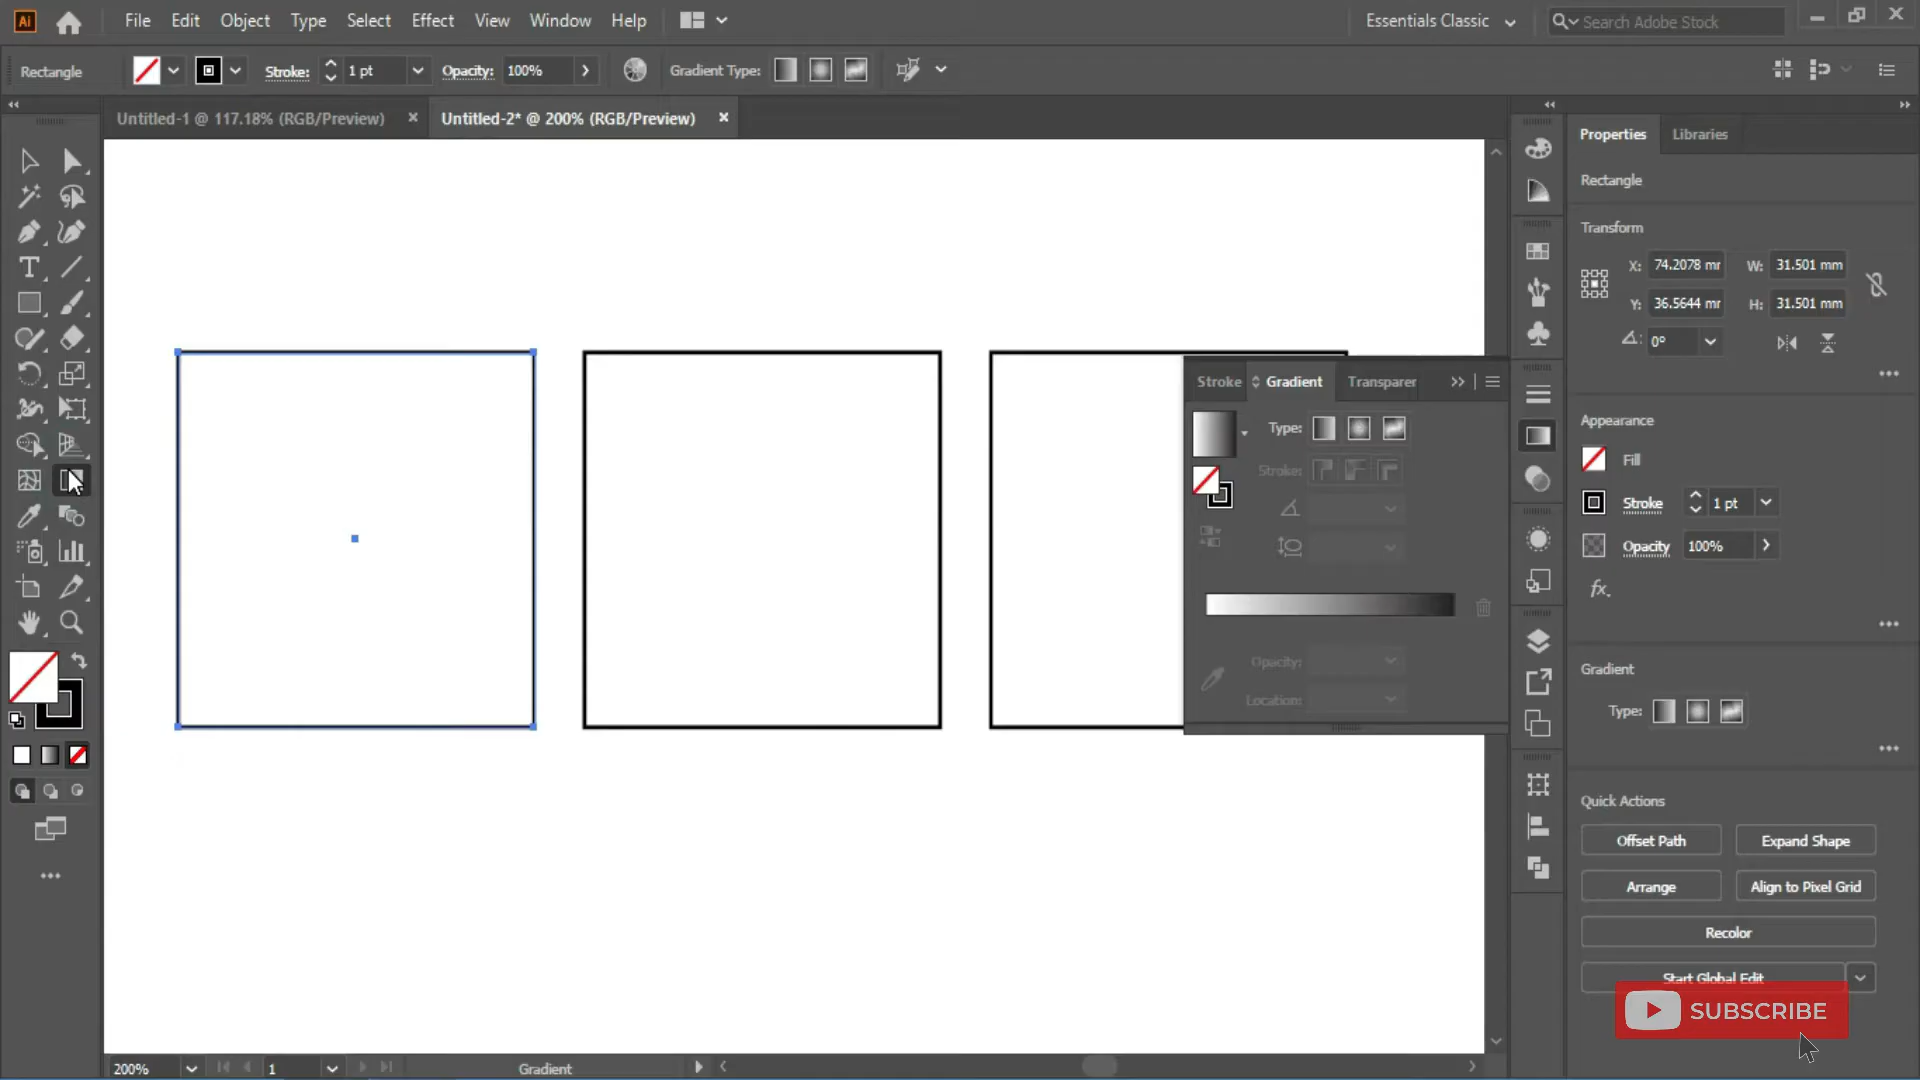 Ai File Edit Object Type Select Effect View Window Help Essentials Classic Search Adobe Stock
Rectangle Stroke: 1 pt Opacity: 100% Gradient Type:
Untitled-1 @ 117.18% (RGB/Preview) × Untitled-2* @ 200% (RGB/Preview) ×
Properties Libraries
Rectangle
Transform
X: 74.2078 mr W: 31.501 mm
Y: 36.5644 mr H: 31.501 mm
0°
Stroke Gradient Transparer
Type:
Stroke:
Opacity:
Location:
Appearance
Fill
Stroke 1 pt
Opacity 100%
fx.
Gradient
Type:
Quick Actions
Offset Path Expand Shape
Arrange Align to Pixel Grid
Recolor
Start Global Edit
SUBSCRIBE
200% 1 Gradient